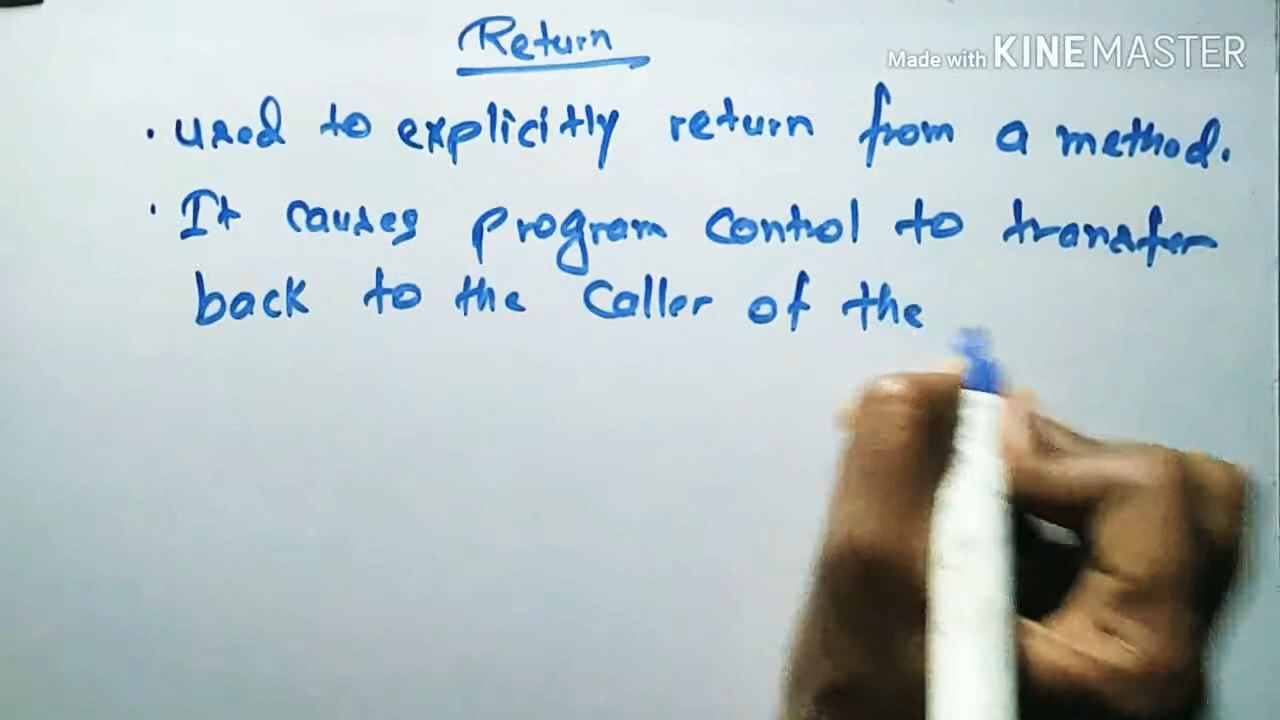 Return
Made with KINEMASTER
• used to explicitly return from a method.
• It causes program control to transfer
back to the caller of the